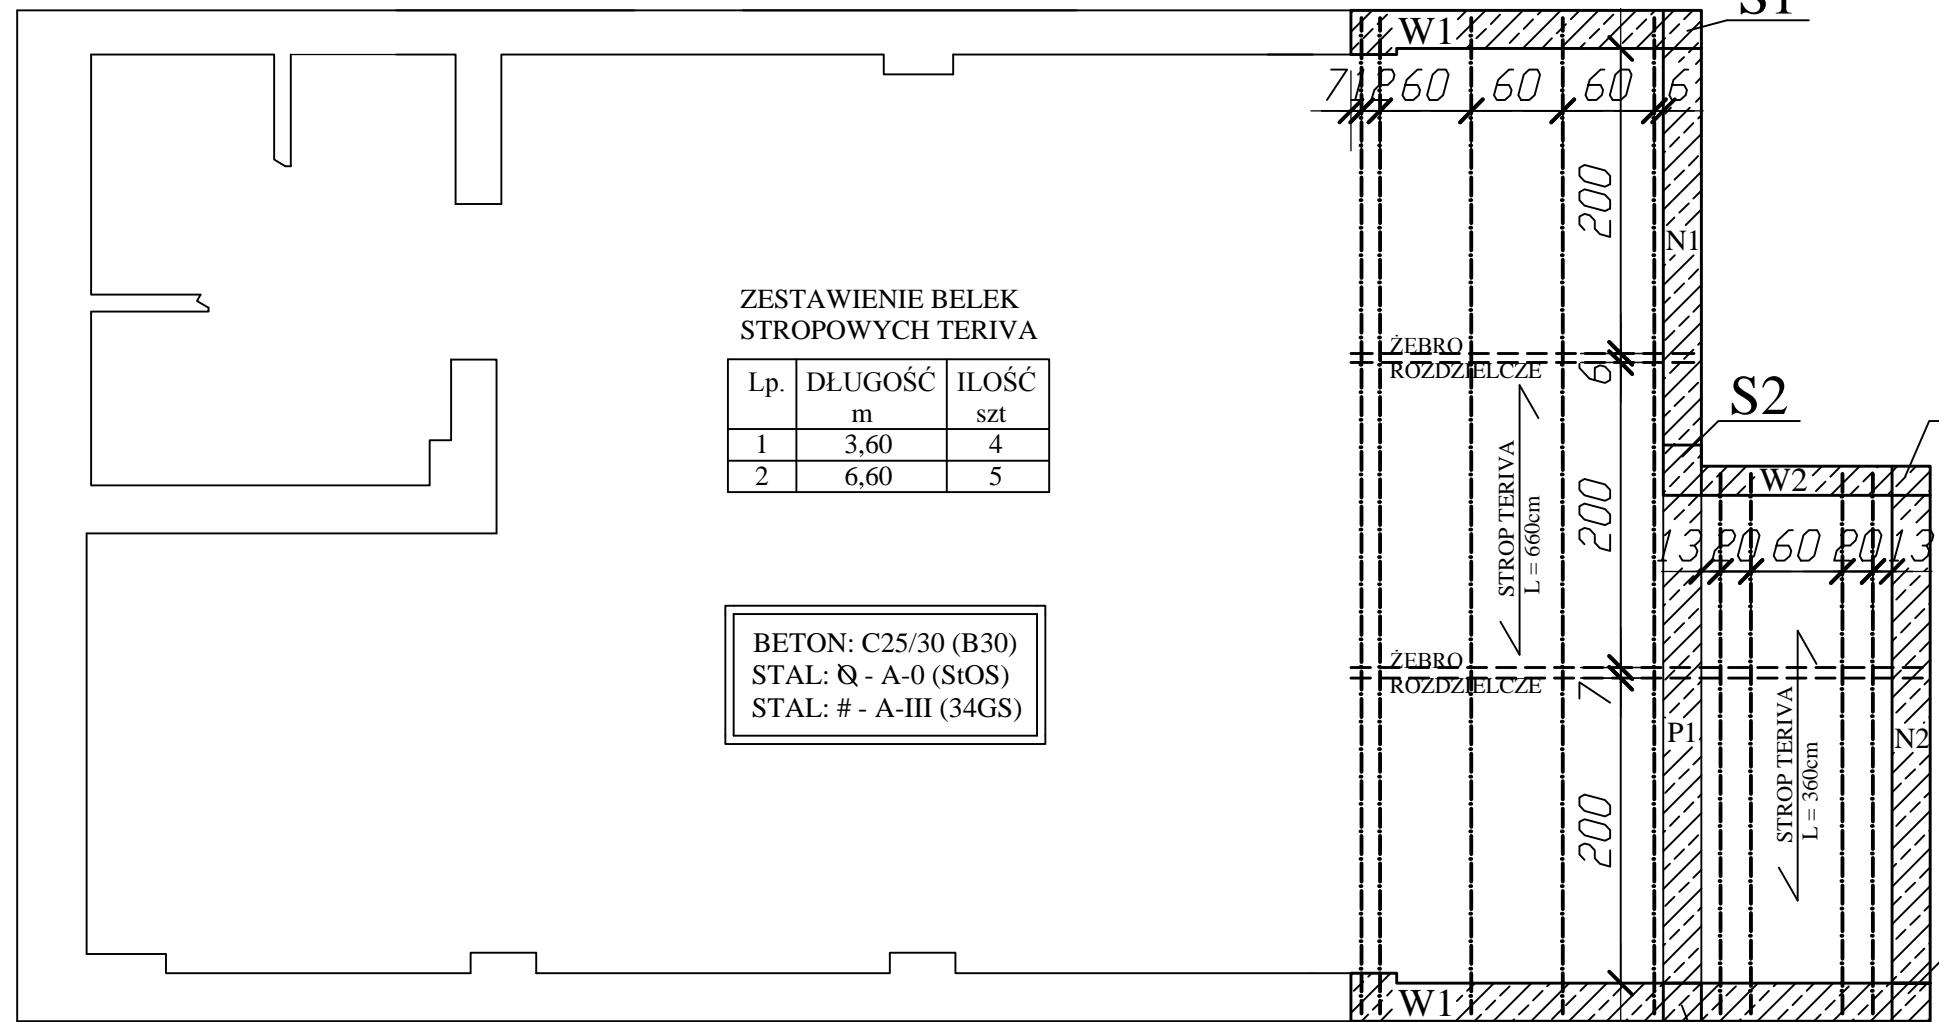 S1
W1
7 12 60 60 60 6
200
N1
ZESTAWIENIE BELEK
STROPOWYCH TERIVA
Lp. DŁUGOŚĆ ILOŚĆ
m szt
1 3,60 4
2 6,60 5
ŻEBRO
ROZDZIELCZE
6
S2
STROP TERIVA
L = 660cm
200
W2
13 20 60 20 13
BETON: C25/30 (B30)
STAL: Ø - A-0 (StOS)
STAL: # - A-III (34GS)
ŻEBRO
ROZDZIELCZE
7
P1
N2
STROP TERIVA
L = 360cm
200
W1